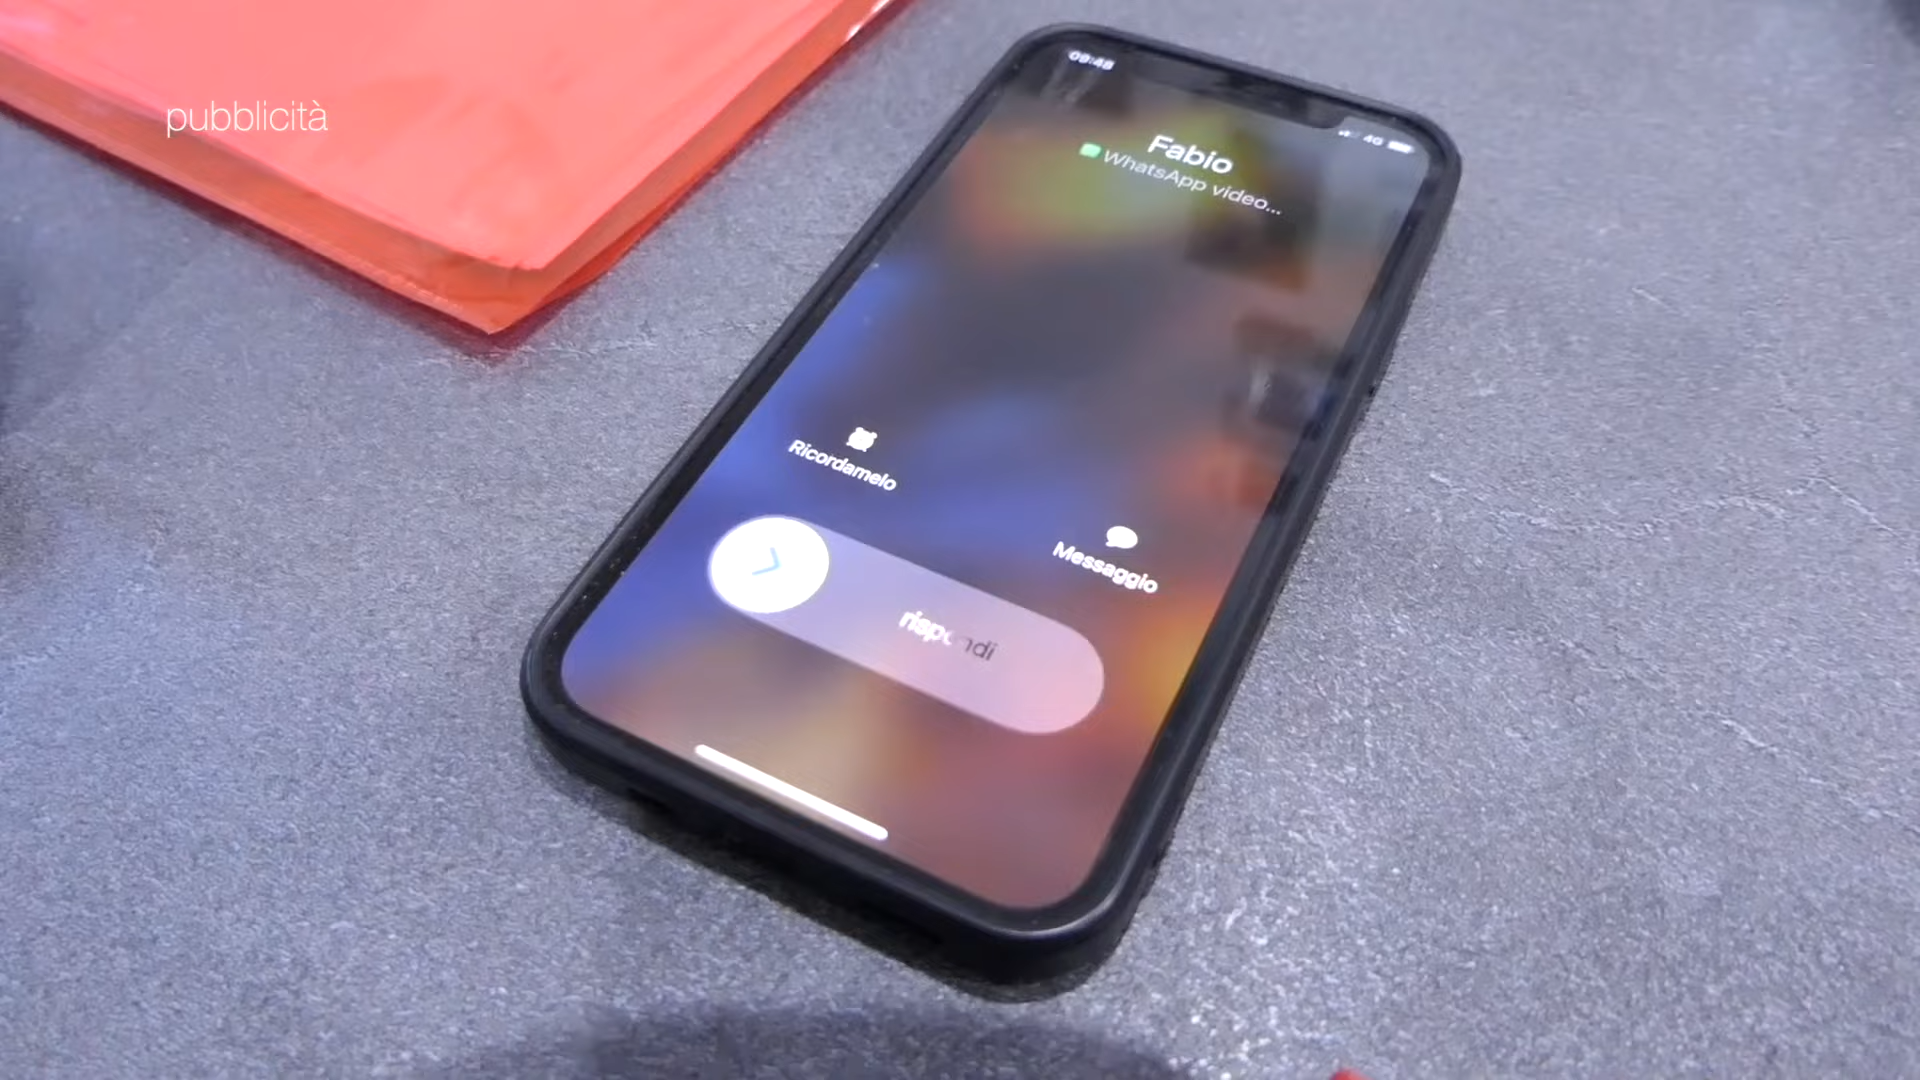 pubblicità
09:48
4G
Fabio
WhatsApp video...
Ricordamelo
Messaggio
rispondi